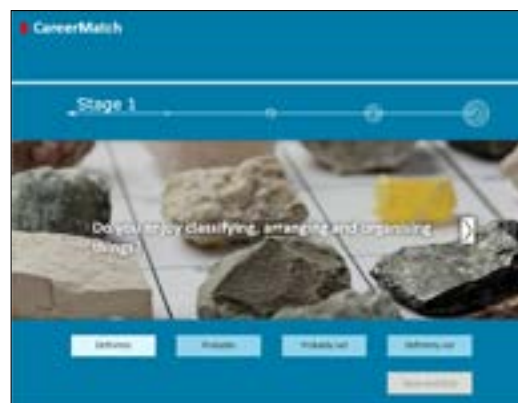 CareerMatch
Stage 1
Do you enjoy classifying, arranging and organising
things?
Definitely
Probably
Probably not
Definitely not